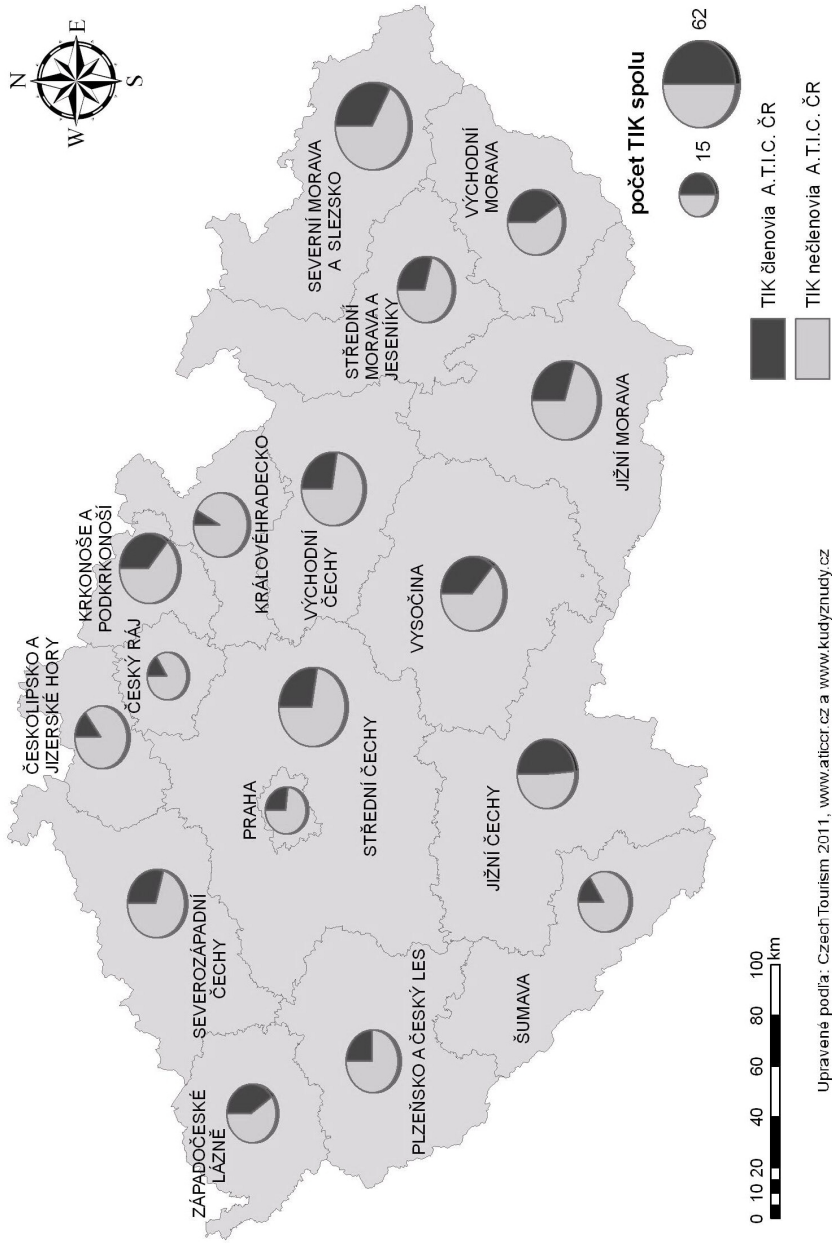 N
W
E
S
ČESKOLIPSKO A
JIZERSKÉ HORY
KRKONOŠE A
PODKRKONOŠÍ
ČESKÝ RÁJ
SEVEROZÁPADNÍ
ČECHY
ZÁPADOČESKÉ
LÁZNĚ
PRAHA
KRÁLOVÉHRADECKO
STŘEDNÍ ČECHY
VÝCHODNÍ
ČECHY
SEVERNÍ MORAVA
A SLEZSKO
STŘEDNÍ
MORAVA A
JESENÍKY
PLZEŇSKO A ČESKÝ LES
VYSOČINA
VÝCHODNÍ
MORAVA
JIŽNÍ ČECHY
ŠUMAVA
JIŽNÍ MORAVA
počet TIK spolu
15
62
TIK členovia A.T.I.C. ČR
TIK nečlenovia A.T.I.C. ČR
0 10 20 40 60 80 100
km
Upravené podľa: CzechTourism 2011, www.aticcr.cz a www.kudyznudy.cz